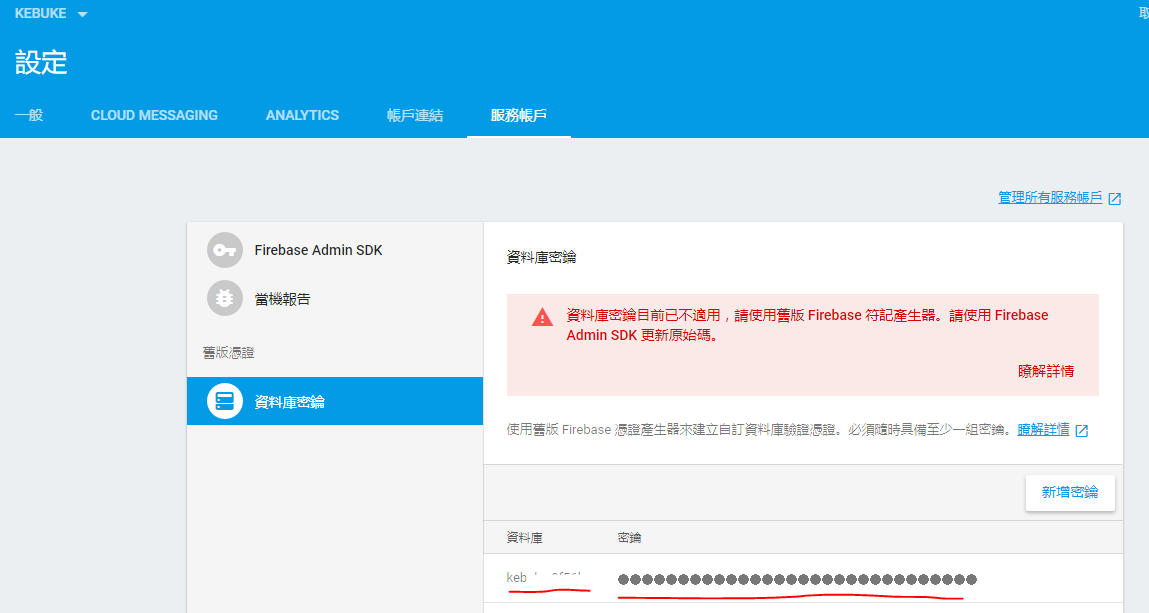 KEBUKE
取
設定
一般
CLOUD MESSAGING
ANALYTICS
帳戶連結
服務帳戶
管理所有服務帳戶
Firebase Admin SDK
當機報告
舊版憑證
資料庫密鑰
資料庫密鑰
資料庫密鑰目前已不適用，請使用舊版 Firebase 符記產生器。請使用 Firebase
Admin SDK 更新原始碼。
瞭解詳情
使用舊版 Firebase 憑證產生器來建立自訂資料庫驗證憑證。必須隨時具備至少一組密鑰。瞭解詳情
新增密鑰
資料庫
密鑰
keb